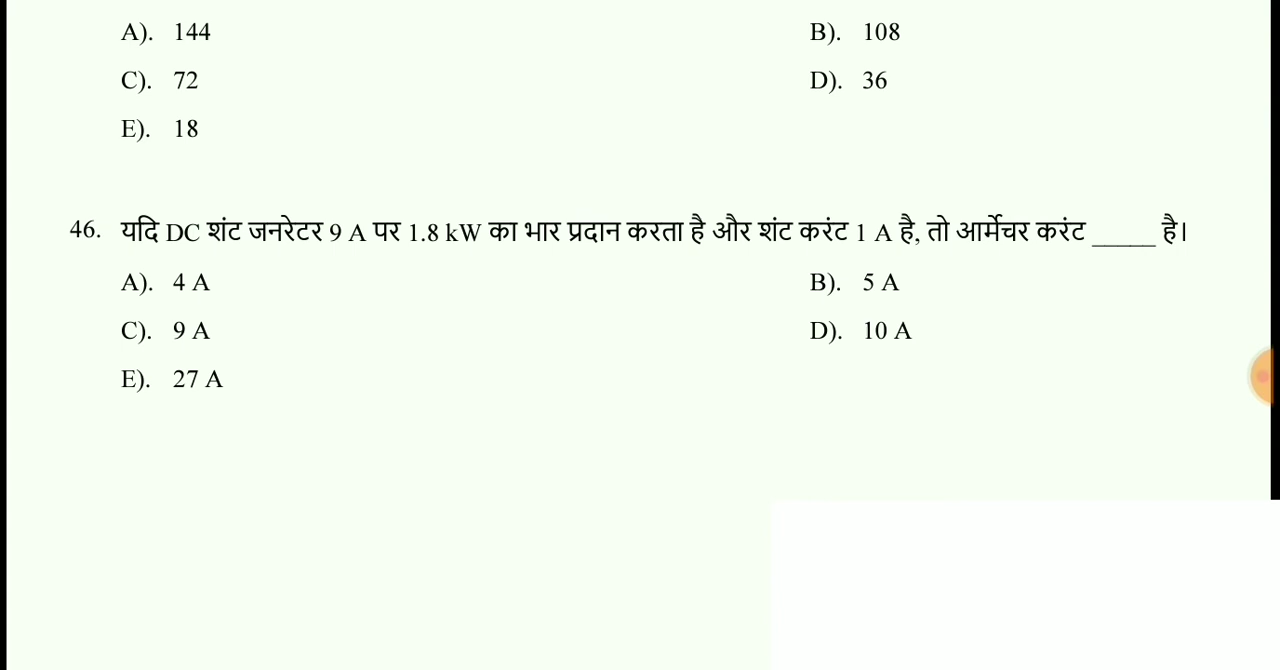 A). 144 B). 108
C). 72 D). 36
E). 18
46. यदि DC शंट जनरेटर 9 A पर 1.8 kW का भार प्रदान करता है और शंट करंट 1 A है, तो आर्मेचर करंट _____ है।
A). 4 A B). 5 A
C). 9 A D). 10 A
E). 27 A